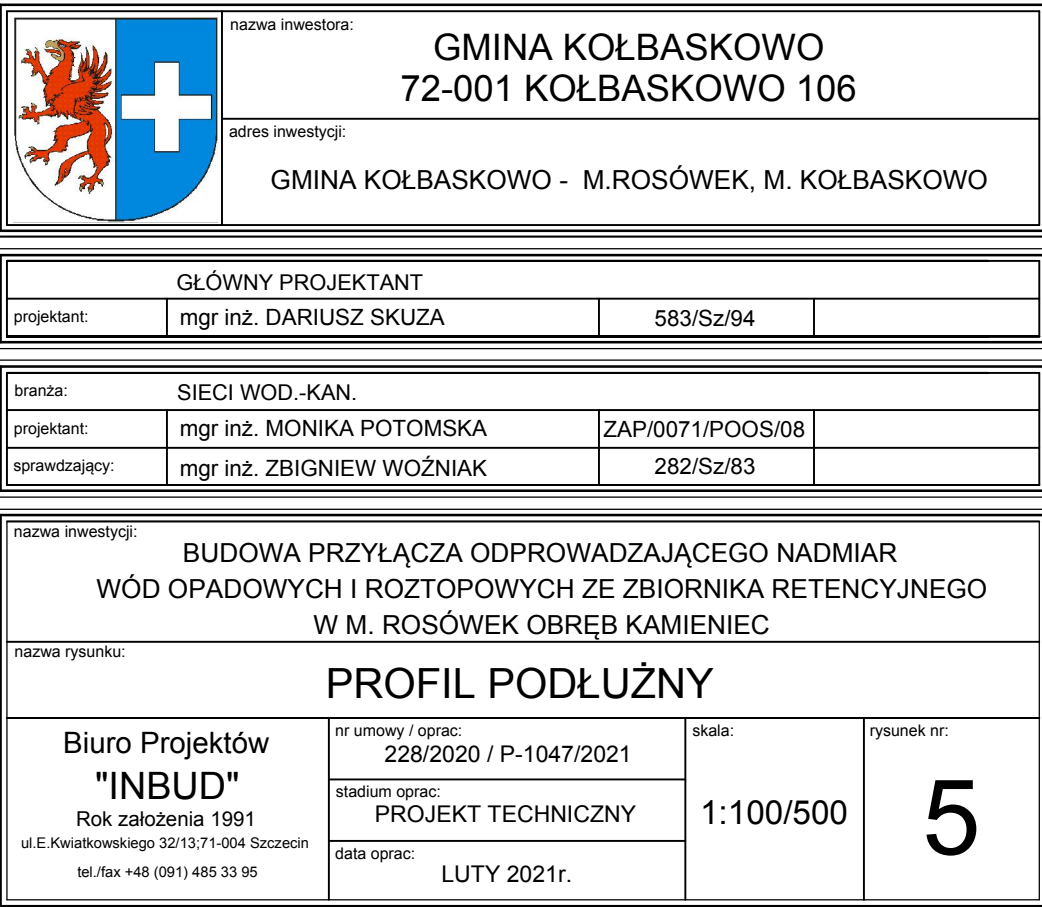 nazwa inwestora:
GMINA KOŁBASKOWO
72-001 KOŁBASKOWO 106
adres inwestycji:
GMINA KOŁBASKOWO - M.ROSÓWEK, M. KOŁBASKOWO
GŁÓWNY PROJEKTANT
projektant: mgr inż. DARIUSZ SKUZA 583/Sz/94
branża: SIECI WOD.-KAN.
projektant: mgr inż. MONIKA POTOMSKA ZAP/0071/POOS/08
sprawdzający: mgr inż. ZBIGNIEW WOŹNIAK 282/Sz/83
nazwa inwestycji:
BUDOWA PRZYŁĄCZA ODPROWADZAJĄCEGO NADMIAR
WÓD OPADOWYCH I ROZTOPOWYCH ZE ZBIORNIKA RETENCYJNEGO
W M. ROSÓWEK OBRĘB KAMIENIEC
nazwa rysunku:
PROFIL PODŁUŻNY
Biuro Projektów
"INBUD"
Rok założenia 1991
ul.E.Kwiatkowskiego 32/13;71-004 Szczecin
tel./fax +48 (091) 485 33 95
nr umowy / oprac:
228/2020 / P-1047/2021
stadium oprac:
PROJEKT TECHNICZNY
data oprac:
LUTY 2021r.
skala:
1:100/500
rysunek nr:
5